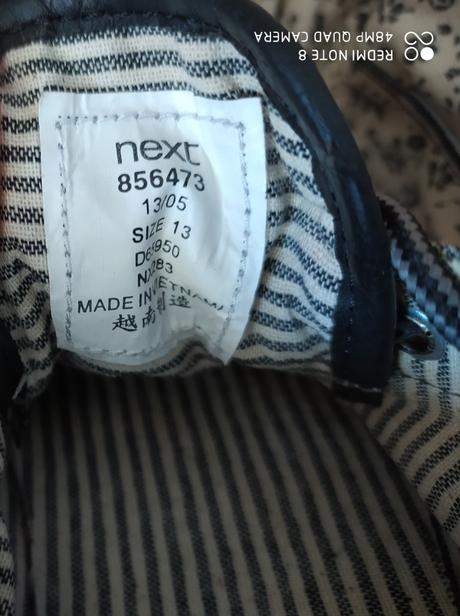 next
856473
13/05
SIZE 13
MADE IN VIETNAM
越南制造
REDMI NOTE 8
48MP QUAD CAMERA